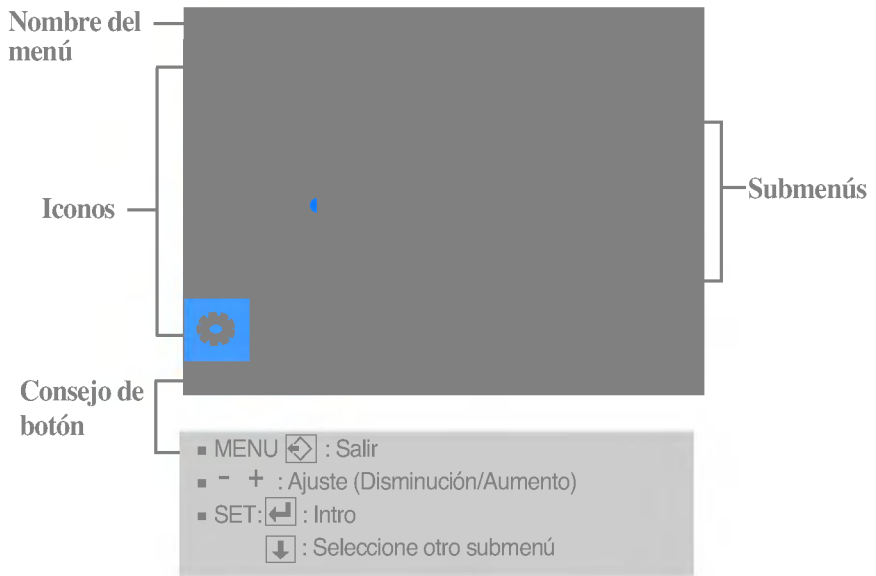 Nombre del
menú
Iconos
Submenús
Consejo de
botón
▪ MENU : Salir
▪ - + : Ajuste (Disminución/Aumento)
▪ SET: : Intro
: Seleccione otro submenú